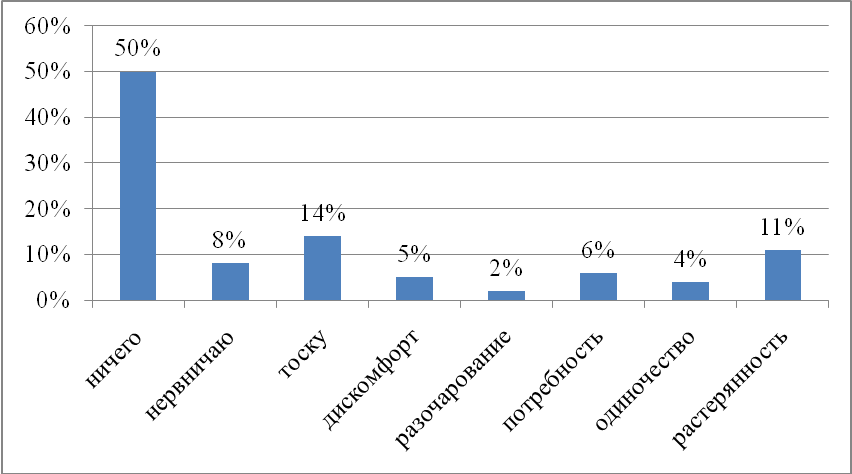 60%
50%
40%
30%
20%
10%
0%
50%
8%
14%
5%
2%
6%
4%
11%
ничего
нервничаю
тоску
дискомфорт
разочарование
потребность
одиночество
растерянность